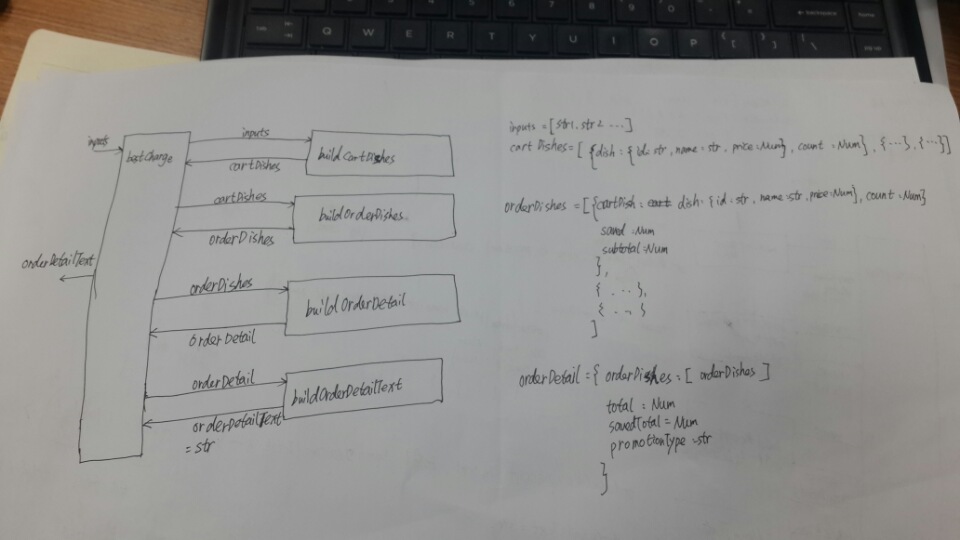 inputs
bestCharge
inputs
buildCartDishes
cartDishes
cartDishes
buildOrderDishes
orderDishes
orderDetailText
orderDishes
buildOrderDetail
orderDetail
orderDetail
buildOrderDetailText
orderDetailText
= str
inputs = [str1, str2 ...]
cartDishes = [ {dish : {id: str, name: str, price: Num}, count : Num}, {...}, {...}]
orderDishes = [{cartDish: dish: {id: str, name: str, price: Num}, count: Num}
saved : Num
subtotal: Num
},
{ ... },
{ ... }
]
orderDetail = { orderDishes = [ orderDishes ]
total = Num
savedTotal = Num
promotionType = str
}
Q W E R T Y U I O P